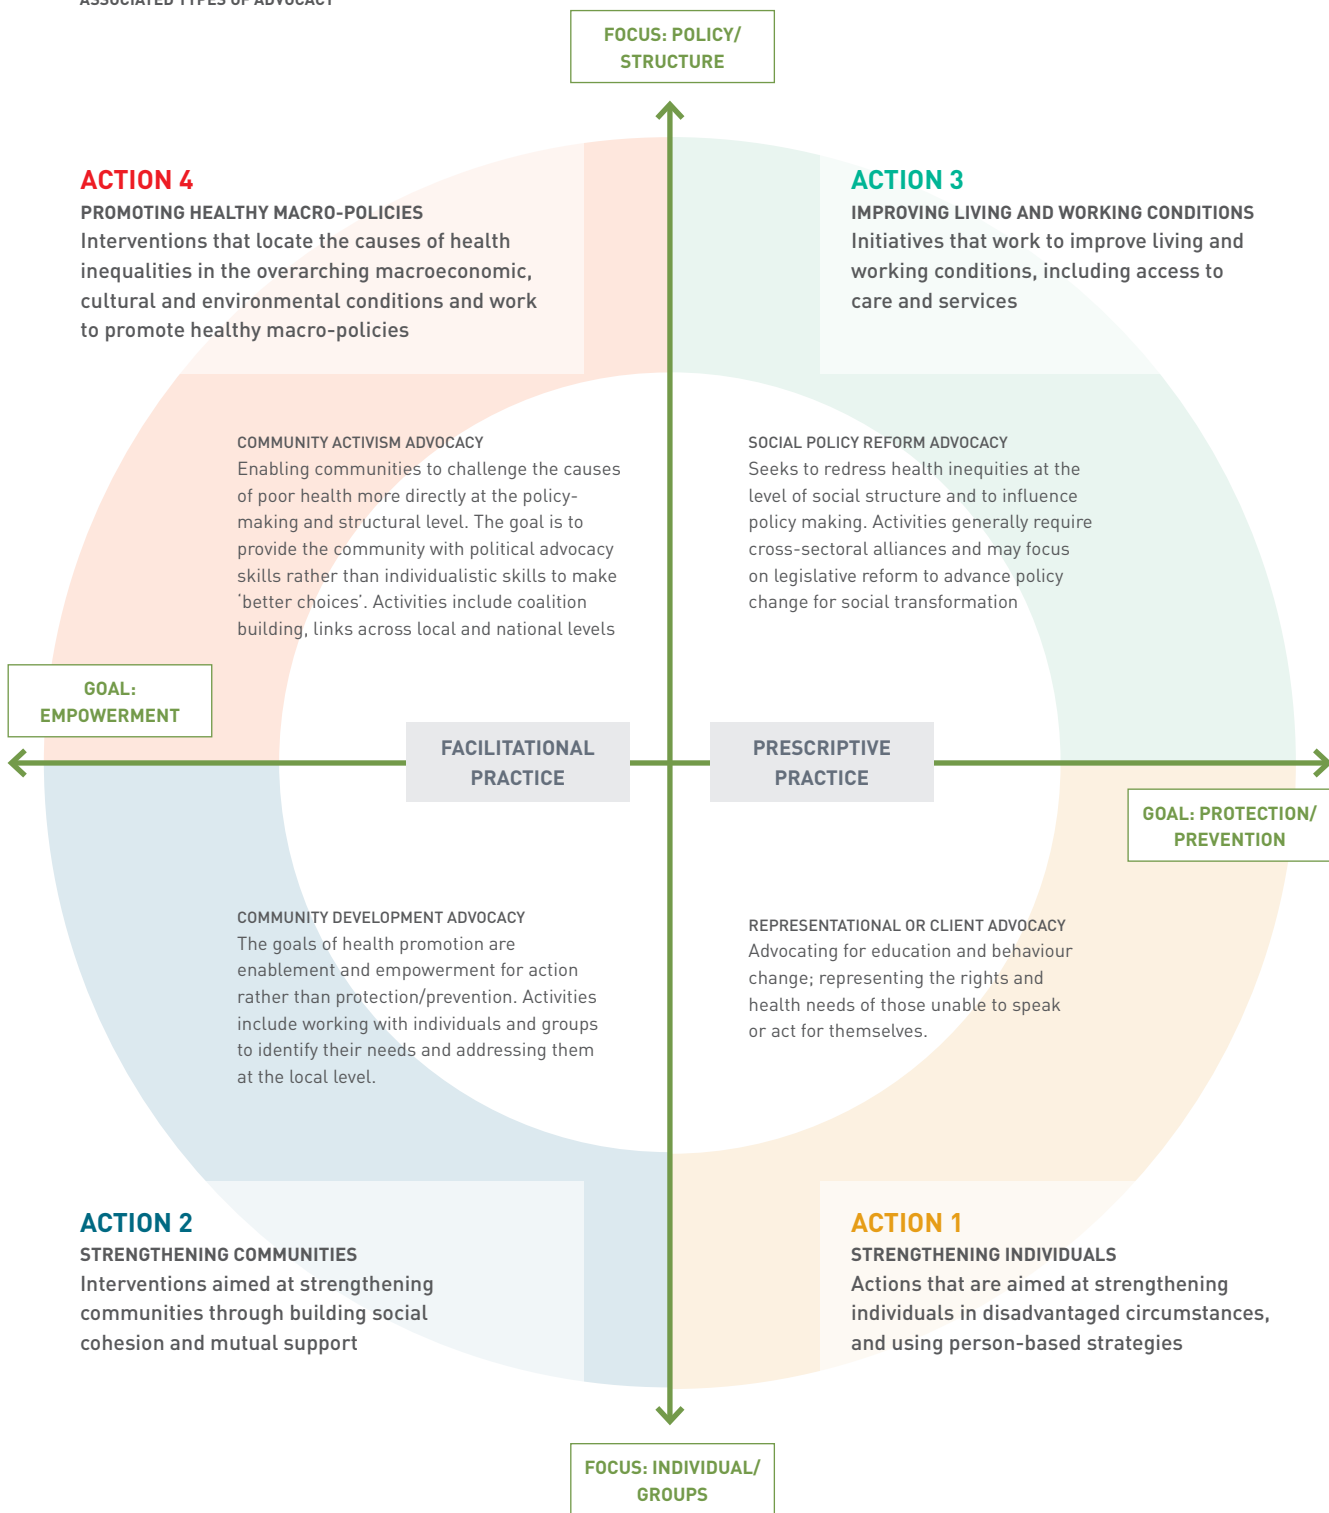 ASSOCIATED TYPES OF ADVOCACY
FOCUS: POLICY/
STRUCTURE
ACTION 4
PROMOTING HEALTHY MACRO-POLICIES
Interventions that locate the causes of health
inequalities in the overarching macroeconomic,
cultural and environmental conditions and work
to promote healthy macro-policies
ACTION 3
IMPROVING LIVING AND WORKING CONDITIONS
Initiatives that work to improve living and
working conditions, including access to
care and services
COMMUNITY ACTIVISM ADVOCACY
Enabling communities to challenge the causes
of poor health more directly at the policy-
making and structural level. The goal is to
provide the community with political advocacy
skills rather than individualistic skills to make
‘better choices’. Activities include coalition
building, links across local and national levels
SOCIAL POLICY REFORM ADVOCACY
Seeks to redress health inequities at the
level of social structure and to influence
policy making. Activities generally require
cross-sectoral alliances and may focus
on legislative reform to advance policy
change for social transformation
GOAL:
EMPOWERMENT
FACILITATIONAL
PRACTICE
PRESCRIPTIVE
PRACTICE
GOAL: PROTECTION/
PREVENTION
COMMUNITY DEVELOPMENT ADVOCACY
The goals of health promotion are
enablement and empowerment for action
rather than protection/prevention. Activities
include working with individuals and groups
to identify their needs and addressing them
at the local level.
REPRESENTATIONAL OR CLIENT ADVOCACY
Advocating for education and behaviour
change; representing the rights and
health needs of those unable to speak
or act for themselves.
ACTION 2
STRENGTHENING COMMUNITIES
Interventions aimed at strengthening
communities through building social
cohesion and mutual support
ACTION 1
STRENGTHENING INDIVIDUALS
Actions that are aimed at strengthening
individuals in disadvantaged circumstances,
and using person-based strategies
FOCUS: INDIVIDUAL/
GROUPS